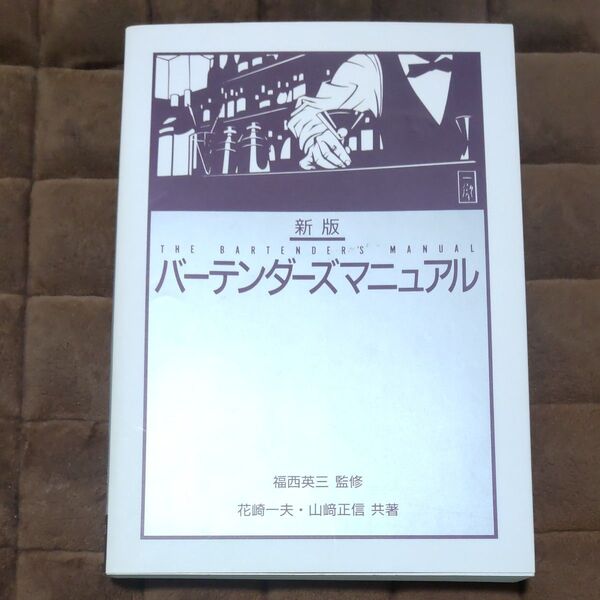 新版
THE BARTENDER'S MANUAL
バーテンダーズマニュアル
福西英三 監修
花崎一夫・山﨑正信 共著